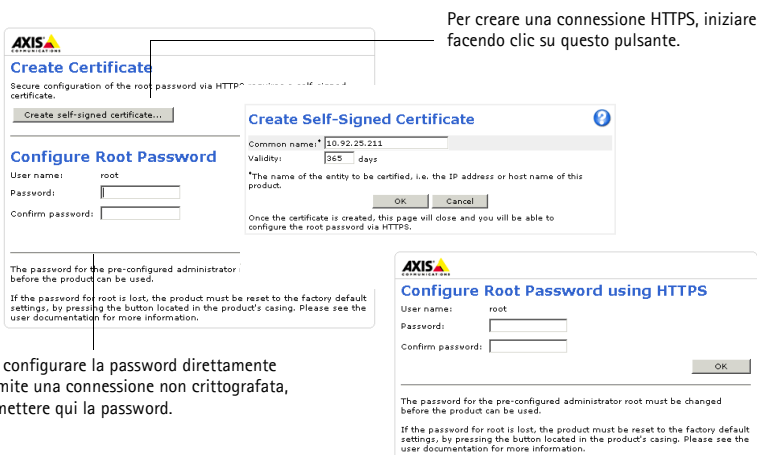 Per creare una connessione HTTPS, iniziare
facendo clic su questo pulsante.
AXIS
COMMUNICATIONS
Create Certificate
Secure configuration of the root password via HTTPS requires a self-signed
certificate.
Create self-signed certificate...
Configure Root Password
User name: root
Password:
Confirm password:
The password for the pre-configured administrator
before the product can be used.
If the password for root is lost, the product must be reset to the factory default
settings, by pressing the button located in the product's casing. Please see the
user documentation for more information.
Create Self-Signed Certificate
?
Common name:* 10.92.25.211
Validity: 365 days
*The name of the entity to be certified, i.e. the IP address or host name of this
product.
OK Cancel
Once the certificate is created, this page will close and you will be able to
configure the root password via HTTPS.
AXIS
COMMUNICATIONS
Configure Root Password using HTTPS
User name: root
Password:
Confirm password:
OK
The password for the pre-configured administrator root must be changed
before the product can be used.
If the password for root is lost, the product must be reset to the factory default
settings, by pressing the button located in the product's casing. Please see the
user documentation for more information.
configurare la password direttamente
mite una connessione non crittografata,
mettere qui la password.